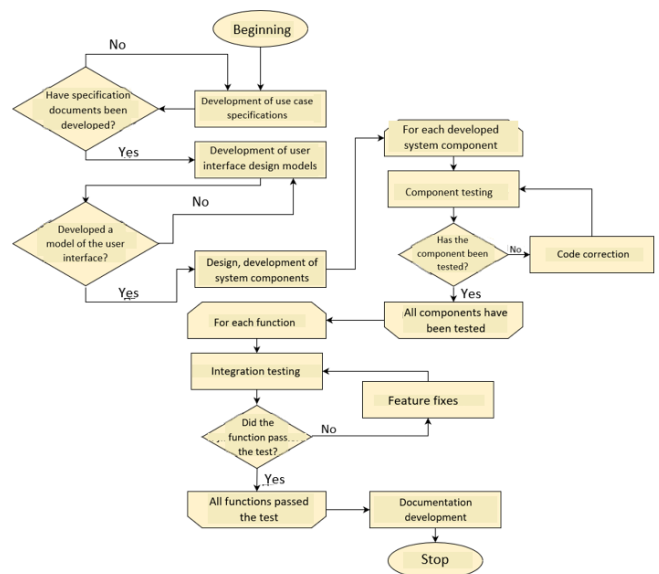 Beginning
No
Have specification
documents been
developed?
Development of use case
specifications
Yes
Development of user
interface design models
No
Developed a
model of the user
interface?
Yes
Design, development of
system components
For each developed
system component
Component testing
Has the
component been
tested?
No
Code correction
Yes
All components have
been tested
For each function
Integration testing
Feature fixes
Did the
function pass
the test?
No
Yes
All functions passed
the test
Documentation
development
Stop